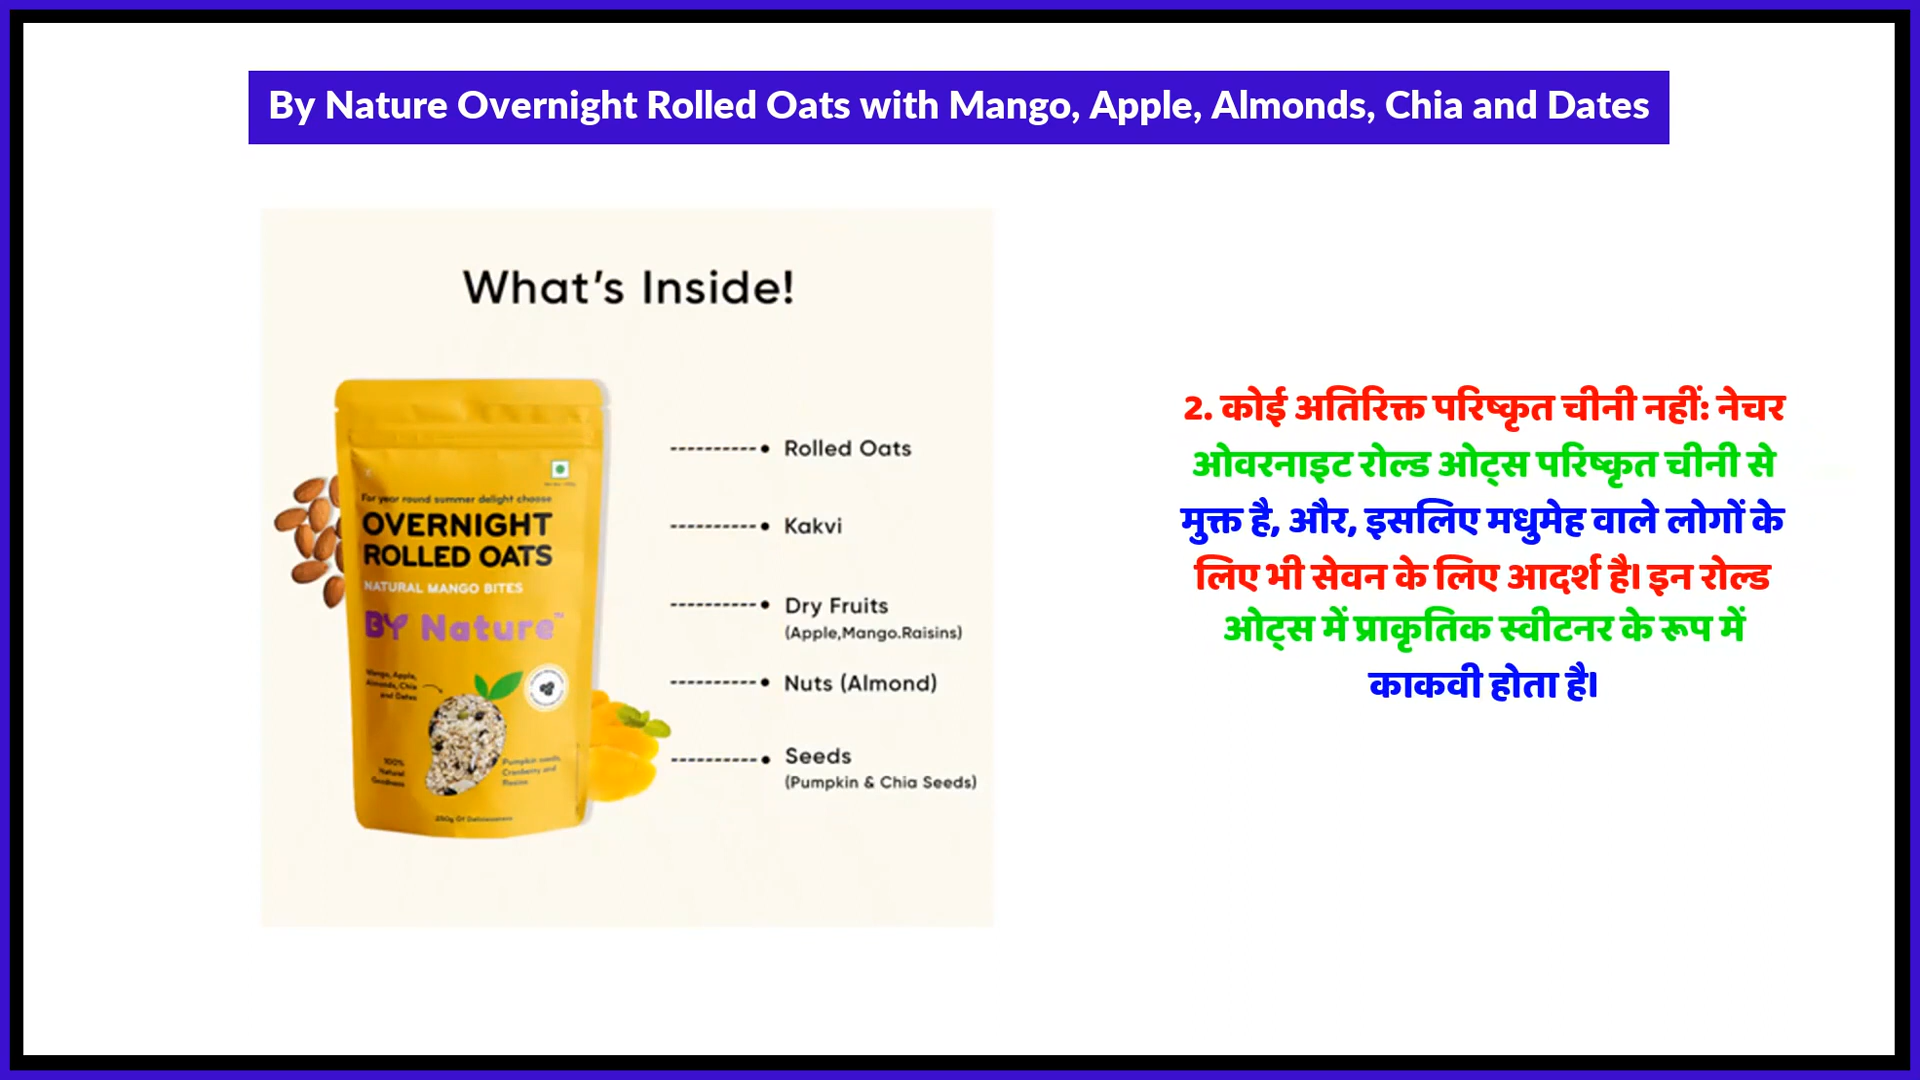 By Nature Overnight Rolled Oats with Mango, Apple, Almonds, Chia and Dates
What's Inside!
For year round summer delight choose
OVERNIGHT
ROLLED OATS
NATURAL MANGO BITES
BY Nature™
Mango, Apple,
Almonds, Chia
and Dates
100%
Natural
Goodness
Pumpkin seeds,
Cranberry and
Raisins
250g Of Deliciousness
Rolled Oats
Kakvi
Dry Fruits
(Apple,Mango.Raisins)
Nuts (Almond)
Seeds
(Pumpkin & Chia Seeds)
2. कोई अतिरिक्त परिष्कृत चीनी नहीं: नेचर
ओवरनाइट रोल्ड ओट्स परिष्कृत चीनी से
मुक्त है, और, इसलिए मधुमेह वाले लोगों के
लिए भी सेवन के लिए आदर्श है। इन रोल्ड
ओट्स में प्राकृतिक स्वीटनर के रूप में
काकवी होता है।